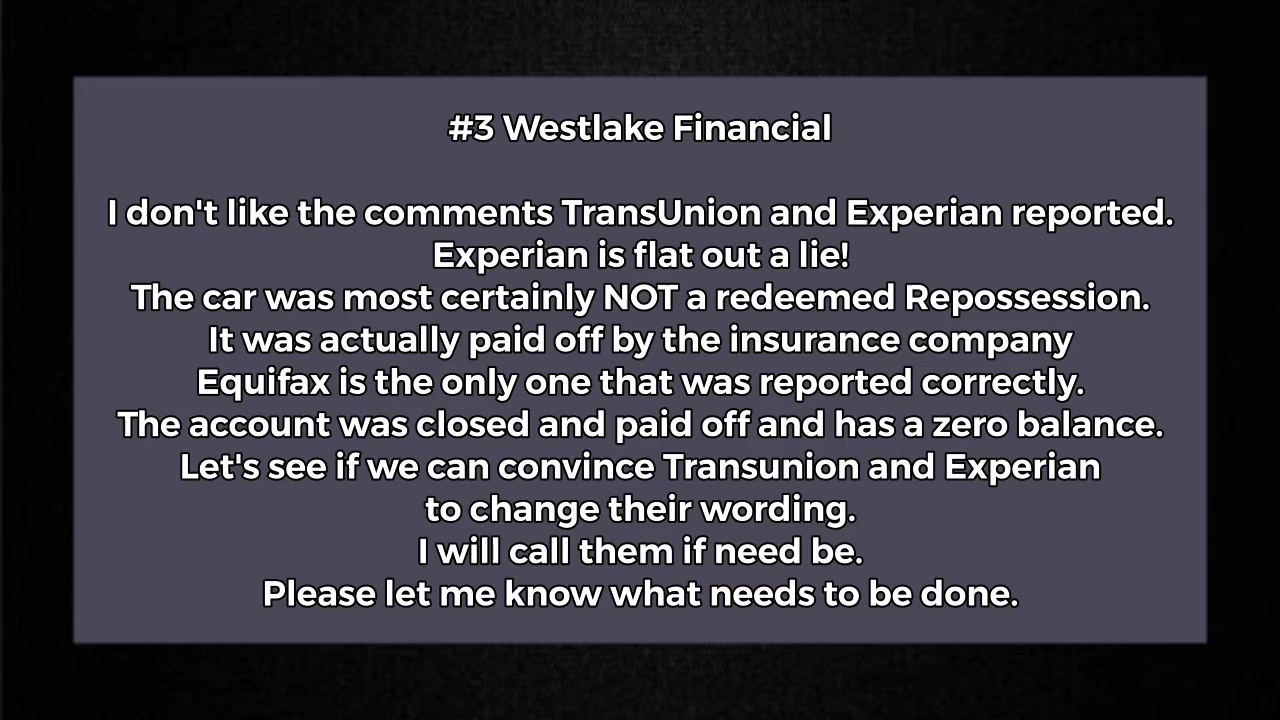 #3 Westlake Financial
I don't like the comments TransUnion and Experian reported.
Experian is flat out a lie!
The car was most certainly NOT a redeemed Repossession.
It was actually paid off by the insurance company
Equifax is the only one that was reported correctly.
The account was closed and paid off and has a zero balance.
Let's see if we can convince Transunion and Experian
to change their wording.
I will call them if need be.
Please let me know what needs to be done.